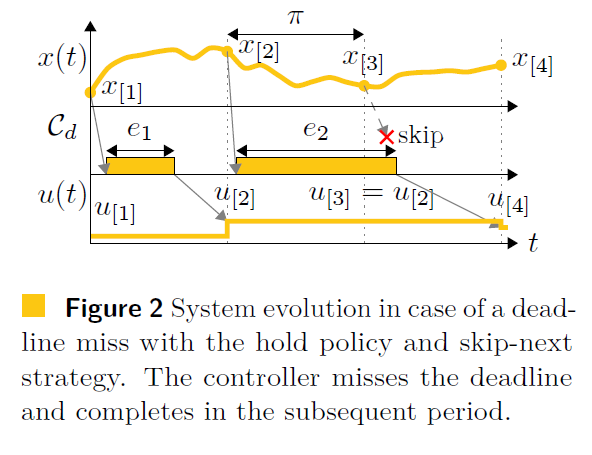 π
x(t)
x[1]
x[2]
x[3]
x[4]
𝒞d
e1
e2
skip
u(t)
u[1]
u[2]
u[3] = u[2]
u[4]
t
Figure 2 System evolution in case of a dead-
line miss with the hold policy and skip-next
strategy. The controller misses the deadline
and completes in the subsequent period.